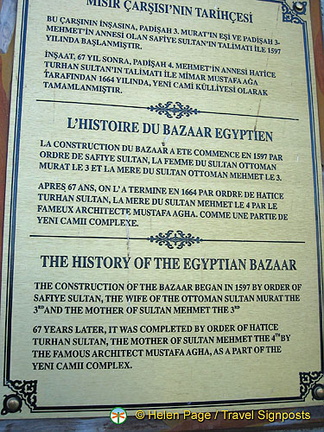 MISIR ÇARŞISI'NIN TARİHÇESİ
BU ÇARŞININ İNŞASINA, PADİŞAH 3. MURAT'IN EŞİ VE PADİŞAH 3-
MEHMET'İN ANNESİ OLAN SAFİYE SULTAN'IN TALİMATI İLE 1597
YILINDA BAŞLANMIŞTIR.
İNŞAAT, 67 YIL SONRA, PADİŞAH 4. MEHMET'İN ANNESİ HATİCE
TURHAN SULTAN'IN TALİMATI İLE MİMAR MUSTAFA AĞA
TARAFINDAN 1664 YILINDA, YENİ CAMİ KÜLLİYESİ OLARAK
TAMAMLANMIŞTIR.
L'HISTOIRE DU BAZAAR EGYPTIEN
LA CONSTRUCTION DU BAZAAR A ETE COMMENCE EN 1597 PAR
ORDRE DE SAFIYE SULTAN, LA FEMME DU SULTAN OTTOMAN
MURAT LE 3 ET LA MERE DU SULTAN OTTOMAN MEHMET LE 3.
APRES 67 ANS, ON L' A TERMINE EN 1664 PAR ORDRE DE HATICE
TURHAN SULTAN, LA MERE DU SULTAN MEHMET LE 4 PAR LE
FAMEUX ARCHITECTE MUSTAFA AGHA. COMME UNE PARTIE DE
YENI CAMII COMPLEXE.
THE HISTORY OF THE EGYPTIAN BAZAAR
THE CONSTRUCTION OF THE BAZAAR BEGAN IN 1597 BY ORDER OF
SAFIYE SULTAN, THE WIFE OF THE OTTOMAN SULTAN MURAT THE
3RD AND THE MOTHER OF SULTAN MEHMET THE 3RD
67 YEARS LATER, IT WAS COMPLETED BY ORDER OF HATICE
TURHAN SULTAN, THE MOTHER OF SULTAN MEHMET THE 4TH BY
THE FAMOUS ARCHITECT MUSTAFA AGHA, AS A PART OF THE
YENI CAMII COMPLEX.
© Helen Page / Travel Signposts